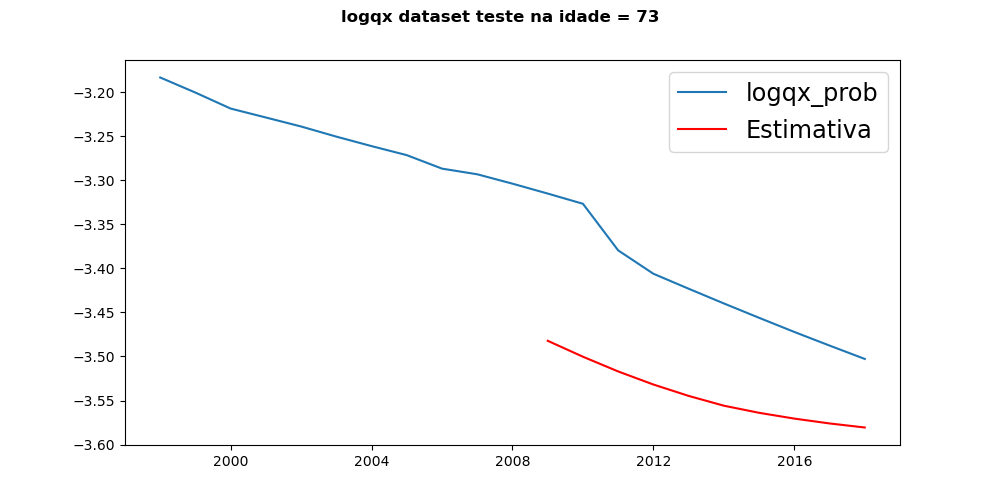 logqx dataset teste na idade = 73
logqx_prob
Estimativa
−3.20
−3.25
−3.30
−3.35
−3.40
−3.45
−3.50
−3.55
−3.60
2000 2004 2008 2012 2016